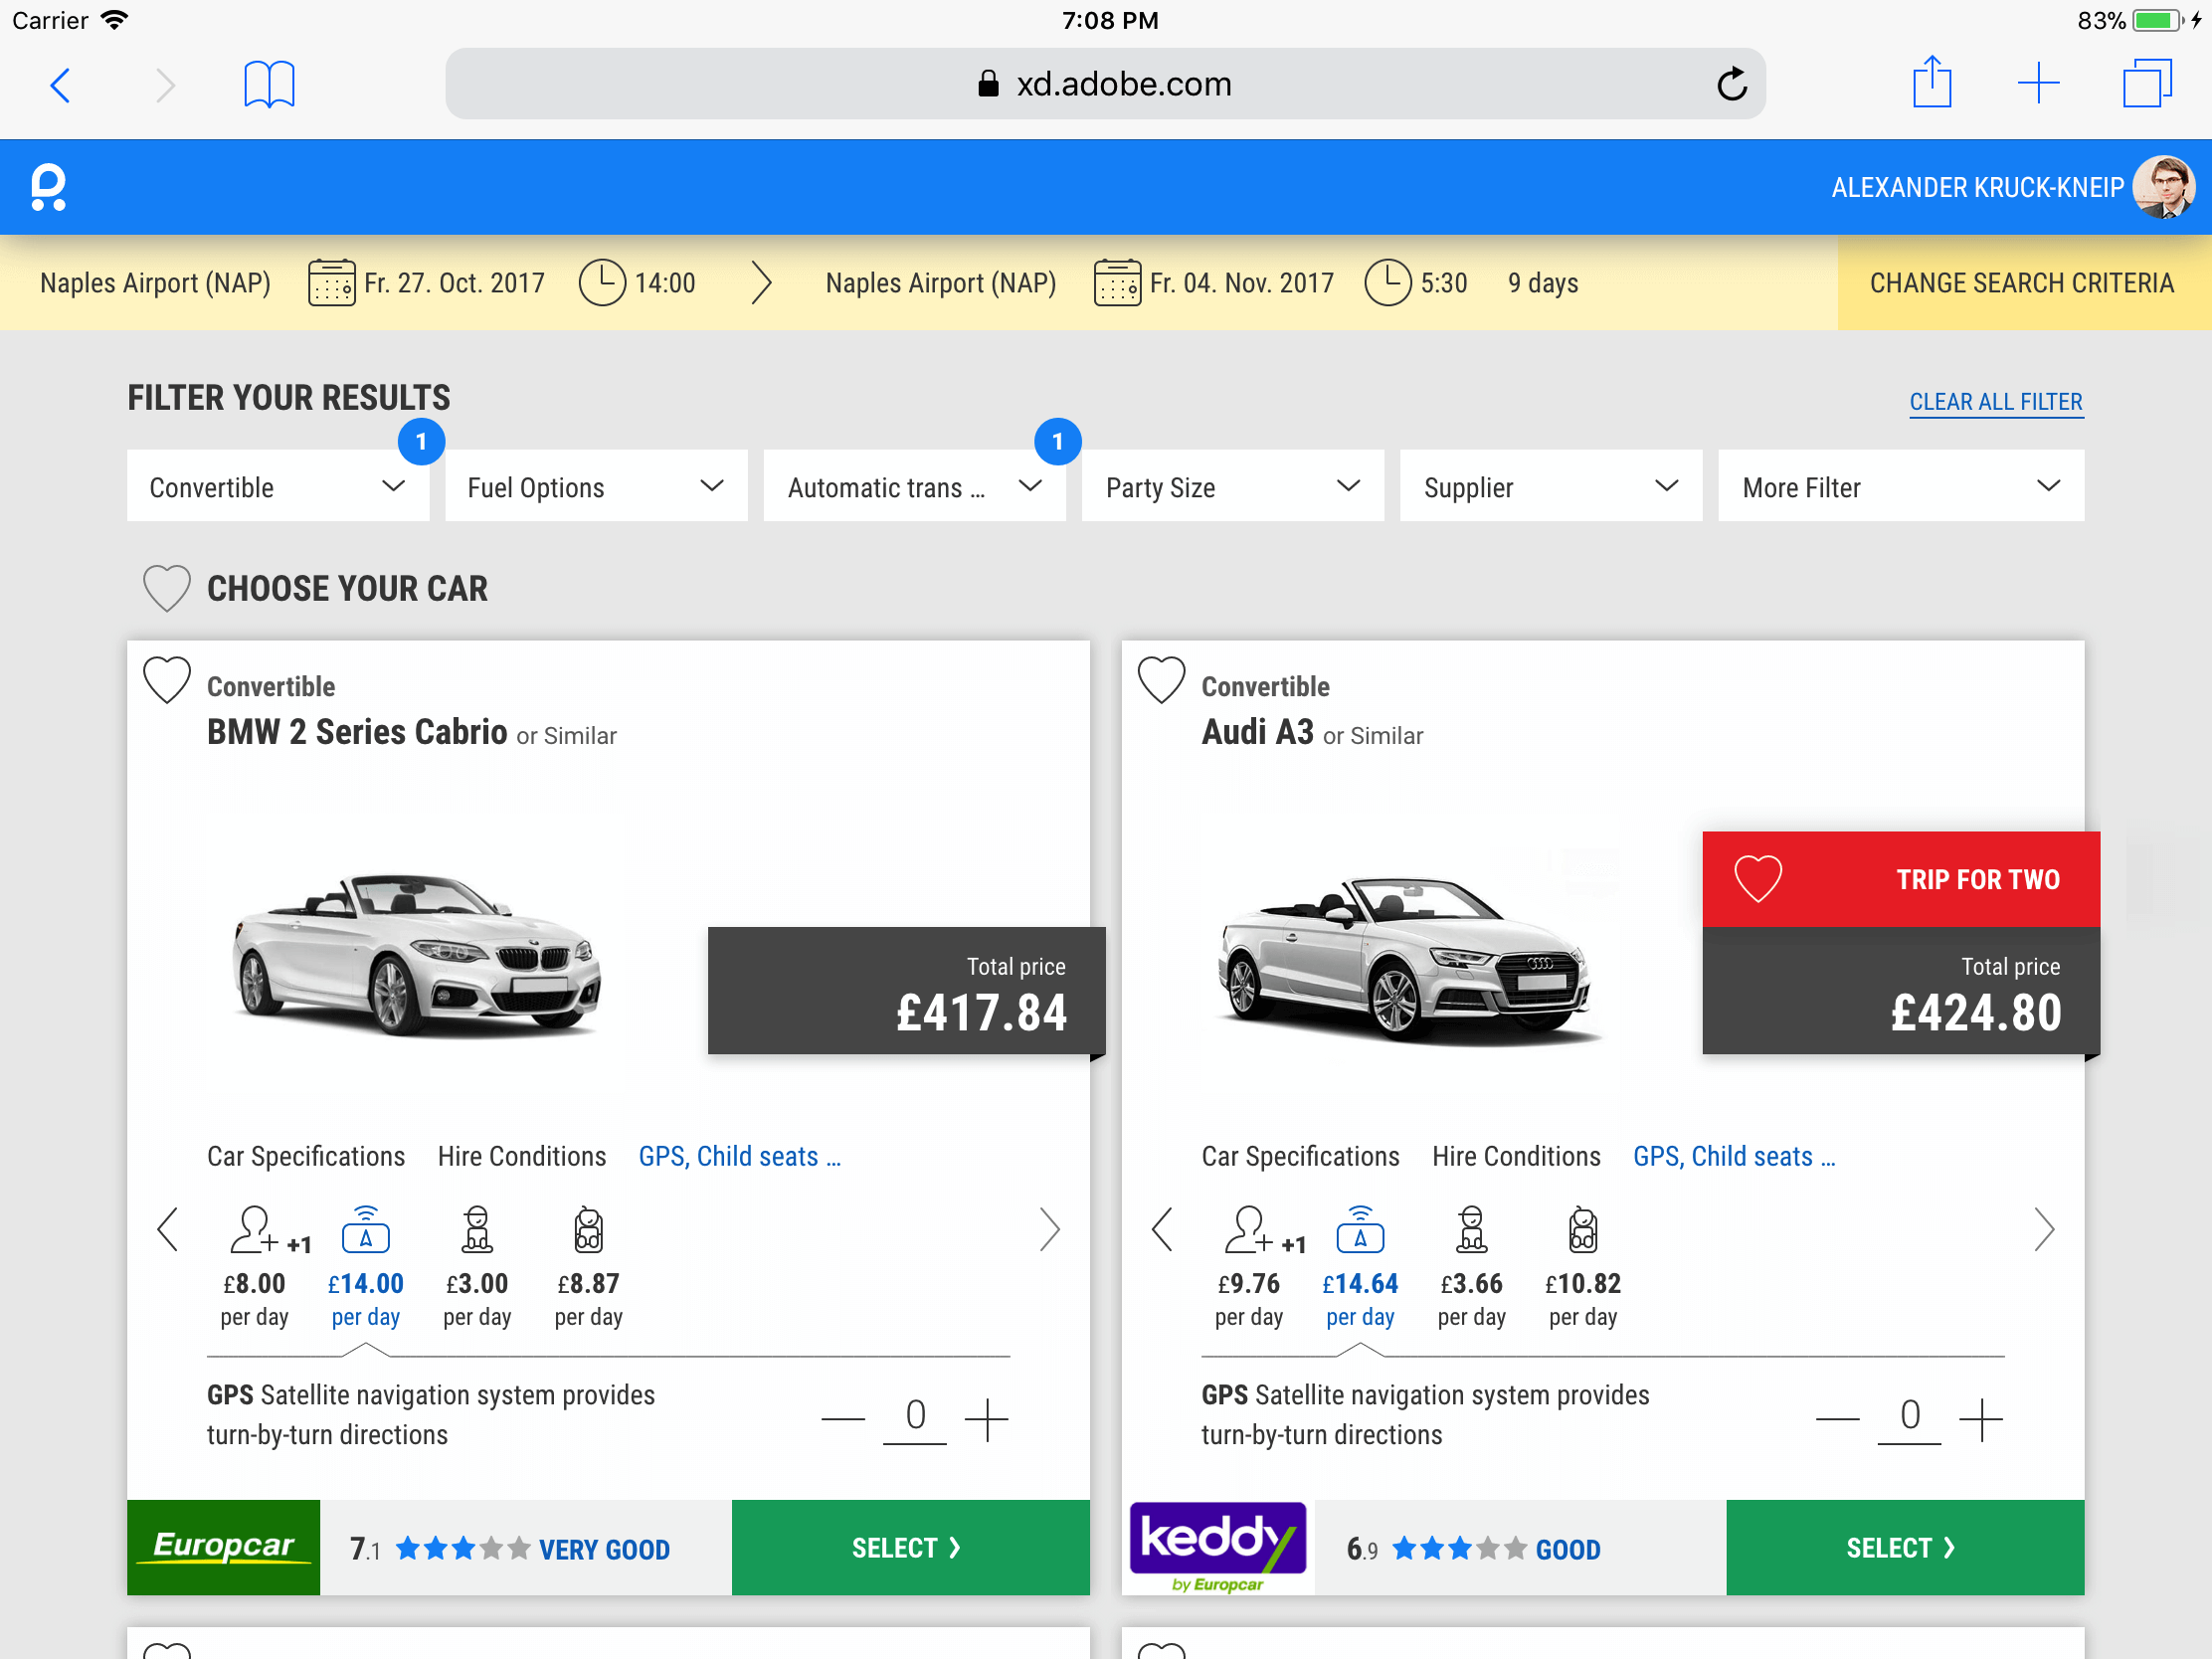 Carrier 7:08 PM 83%
xd.adobe.com
ALEXANDER KRUCK-KNEIP
Naples Airport (NAP) Fr. 27. Oct. 2017 14:00 Naples Airport (NAP) Fr. 04. Nov. 2017 5:30 9 days CHANGE SEARCH CRITERIA
FILTER YOUR RESULTS
CLEAR ALL FILTER
1 1
Convertible Fuel Options Automatic trans ... Party Size Supplier More Filter
CHOOSE YOUR CAR
Convertible
BMW 2 Series Cabrio or Similar
Total price
£417.84
Car Specifications Hire Conditions GPS, Child seats ...
+1
£8.00 £14.00 £3.00 £8.87
per day per day per day per day
GPS Satellite navigation system provides
turn-by-turn directions
0
Europcar 7.1 VERY GOOD SELECT
Convertible
Audi A3 or Similar
TRIP FOR TWO
Total price
£424.80
Car Specifications Hire Conditions GPS, Child seats ...
+1
£9.76 £14.64 £3.66 £10.82
per day per day per day per day
GPS Satellite navigation system provides
turn-by-turn directions
0
keddy
by Europcar
6.9 GOOD SELECT